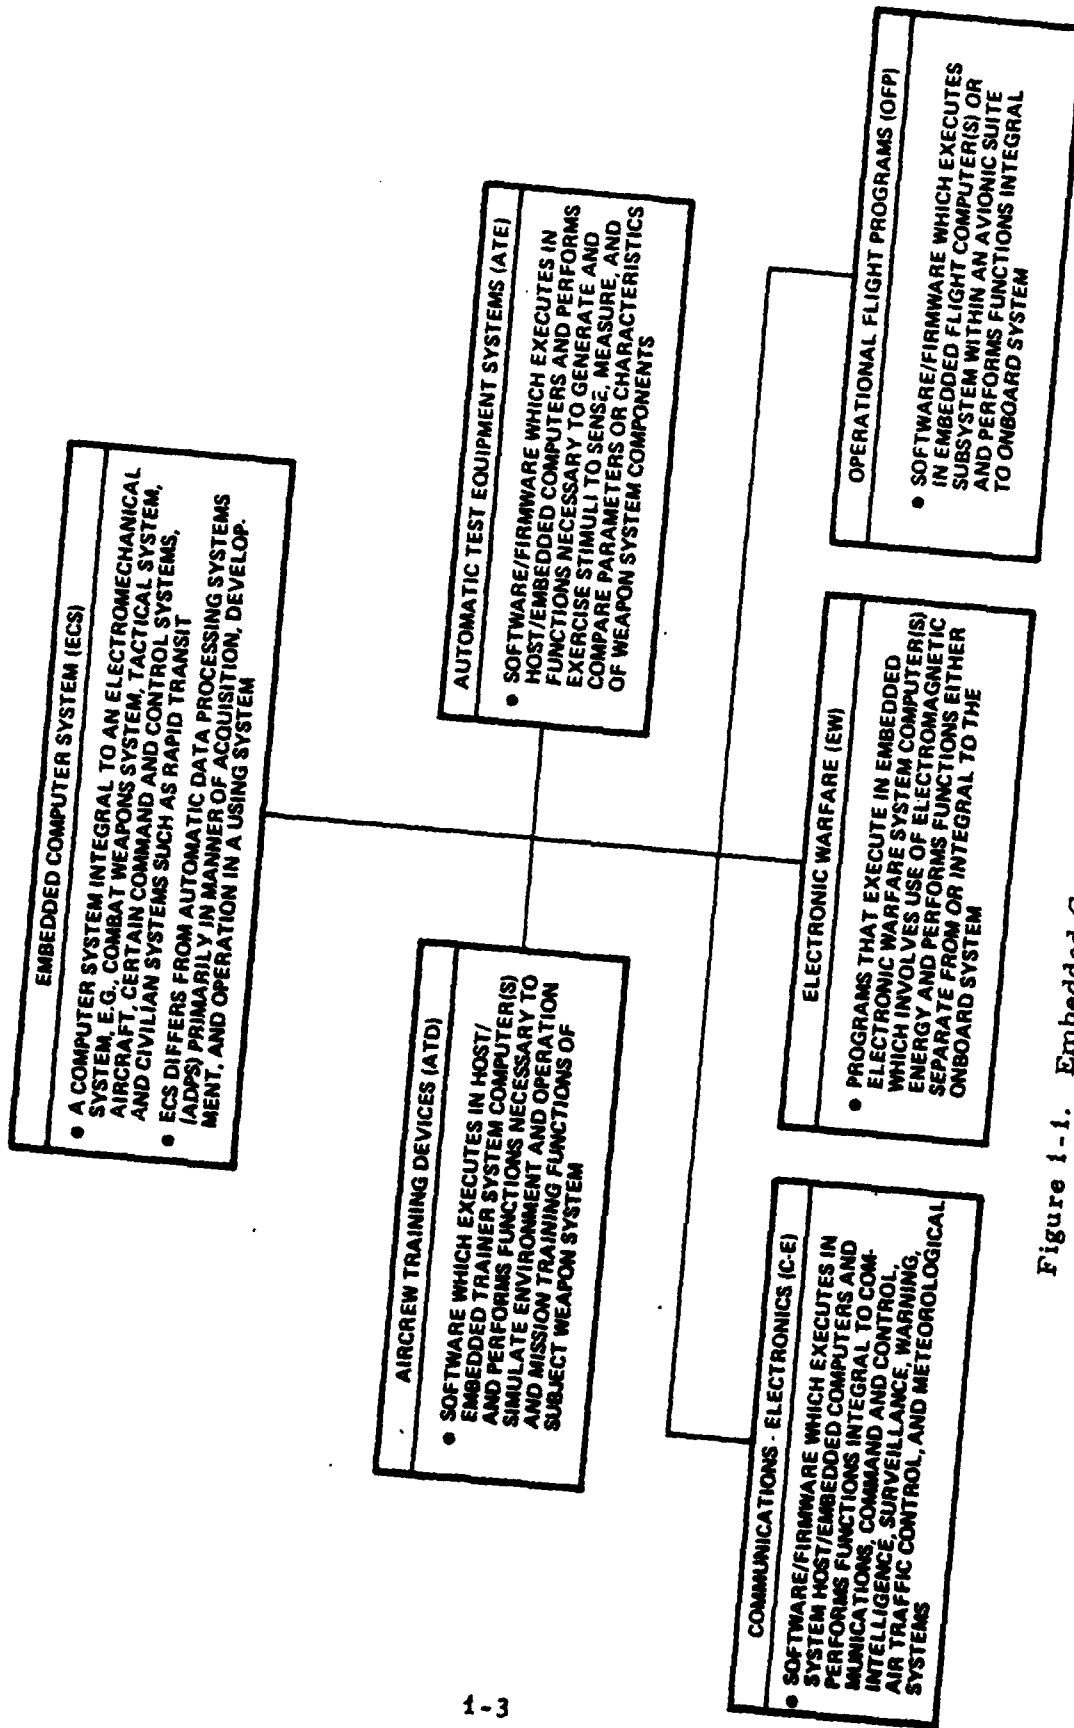 EMBEDDED COMPUTER SYSTEM (ECS)
● A COMPUTER SYSTEM INTEGRAL TO AN ELECTROMECHANICAL
SYSTEM, E.G., COMBAT WEAPONS SYSTEM, TACTICAL SYSTEM,
AIRCRAFT, CERTAIN COMMAND AND CONTROL SYSTEMS,
AND CIVILIAN SYSTEMS SUCH AS RAPID TRANSIT
● ECS DIFFERS FROM AUTOMATIC DATA PROCESSING SYSTEMS
(ADPS) PRIMARILY IN MANNER OF ACQUISITION, DEVELOP-
MENT, AND OPERATION IN A USING SYSTEM
AIRCREW TRAINING DEVICES (ATD)
● SOFTWARE WHICH EXECUTES IN HOST/
EMBEDDED TRAINER SYSTEM COMPUTER(S)
AND PERFORMS FUNCTIONS NECESSARY TO
SIMULATE ENVIRONMENT AND OPERATION
AND MISSION TRAINING FUNCTIONS OF
SUBJECT WEAPON SYSTEM
AUTOMATIC TEST EQUIPMENT SYSTEMS (ATE)
● SOFTWARE/FIRMWARE WHICH EXECUTES IN
HOST/EMBEDDED COMPUTERS AND PERFORMS
FUNCTIONS NECESSARY TO GENERATE AND
EXERCISE STIMULI TO SENSE, MEASURE, AND
COMPARE PARAMETERS OR CHARACTERISTICS
OF WEAPON SYSTEM COMPONENTS
COMMUNICATIONS - ELECTRONICS (C-E)
● SOFTWARE/FIRMWARE WHICH EXECUTES IN
SYSTEM HOST/EMBEDDED COMPUTERS AND
PERFORMS FUNCTIONS INTEGRAL TO COM-
MUNICATIONS, COMMAND AND CONTROL,
INTELLIGENCE, SURVEILLANCE, WARNING,
AIR TRAFFIC CONTROL, AND METEOROLOGICAL
SYSTEMS
ELECTRONIC WARFARE (EW)
● PROGRAMS THAT EXECUTE IN EMBEDDED
ELECTRONIC WARFARE SYSTEM COMPUTER(S)
WHICH INVOLVES USE OF ELECTROMAGNETIC
ENERGY AND PERFORMS FUNCTIONS EITHER
SEPARATE FROM OR INTEGRAL TO THE
ONBOARD SYSTEM
OPERATIONAL FLIGHT PROGRAMS (OFP)
● SOFTWARE/FIRMWARE WHICH EXECUTES
IN EMBEDDED FLIGHT COMPUTER(S) OR
SUBSYSTEM WITHIN AN AVIONIC SUITE
AND PERFORMS FUNCTIONS INTEGRAL
TO ONBOARD SYSTEM
Figure 1-1. Embedded
1-3